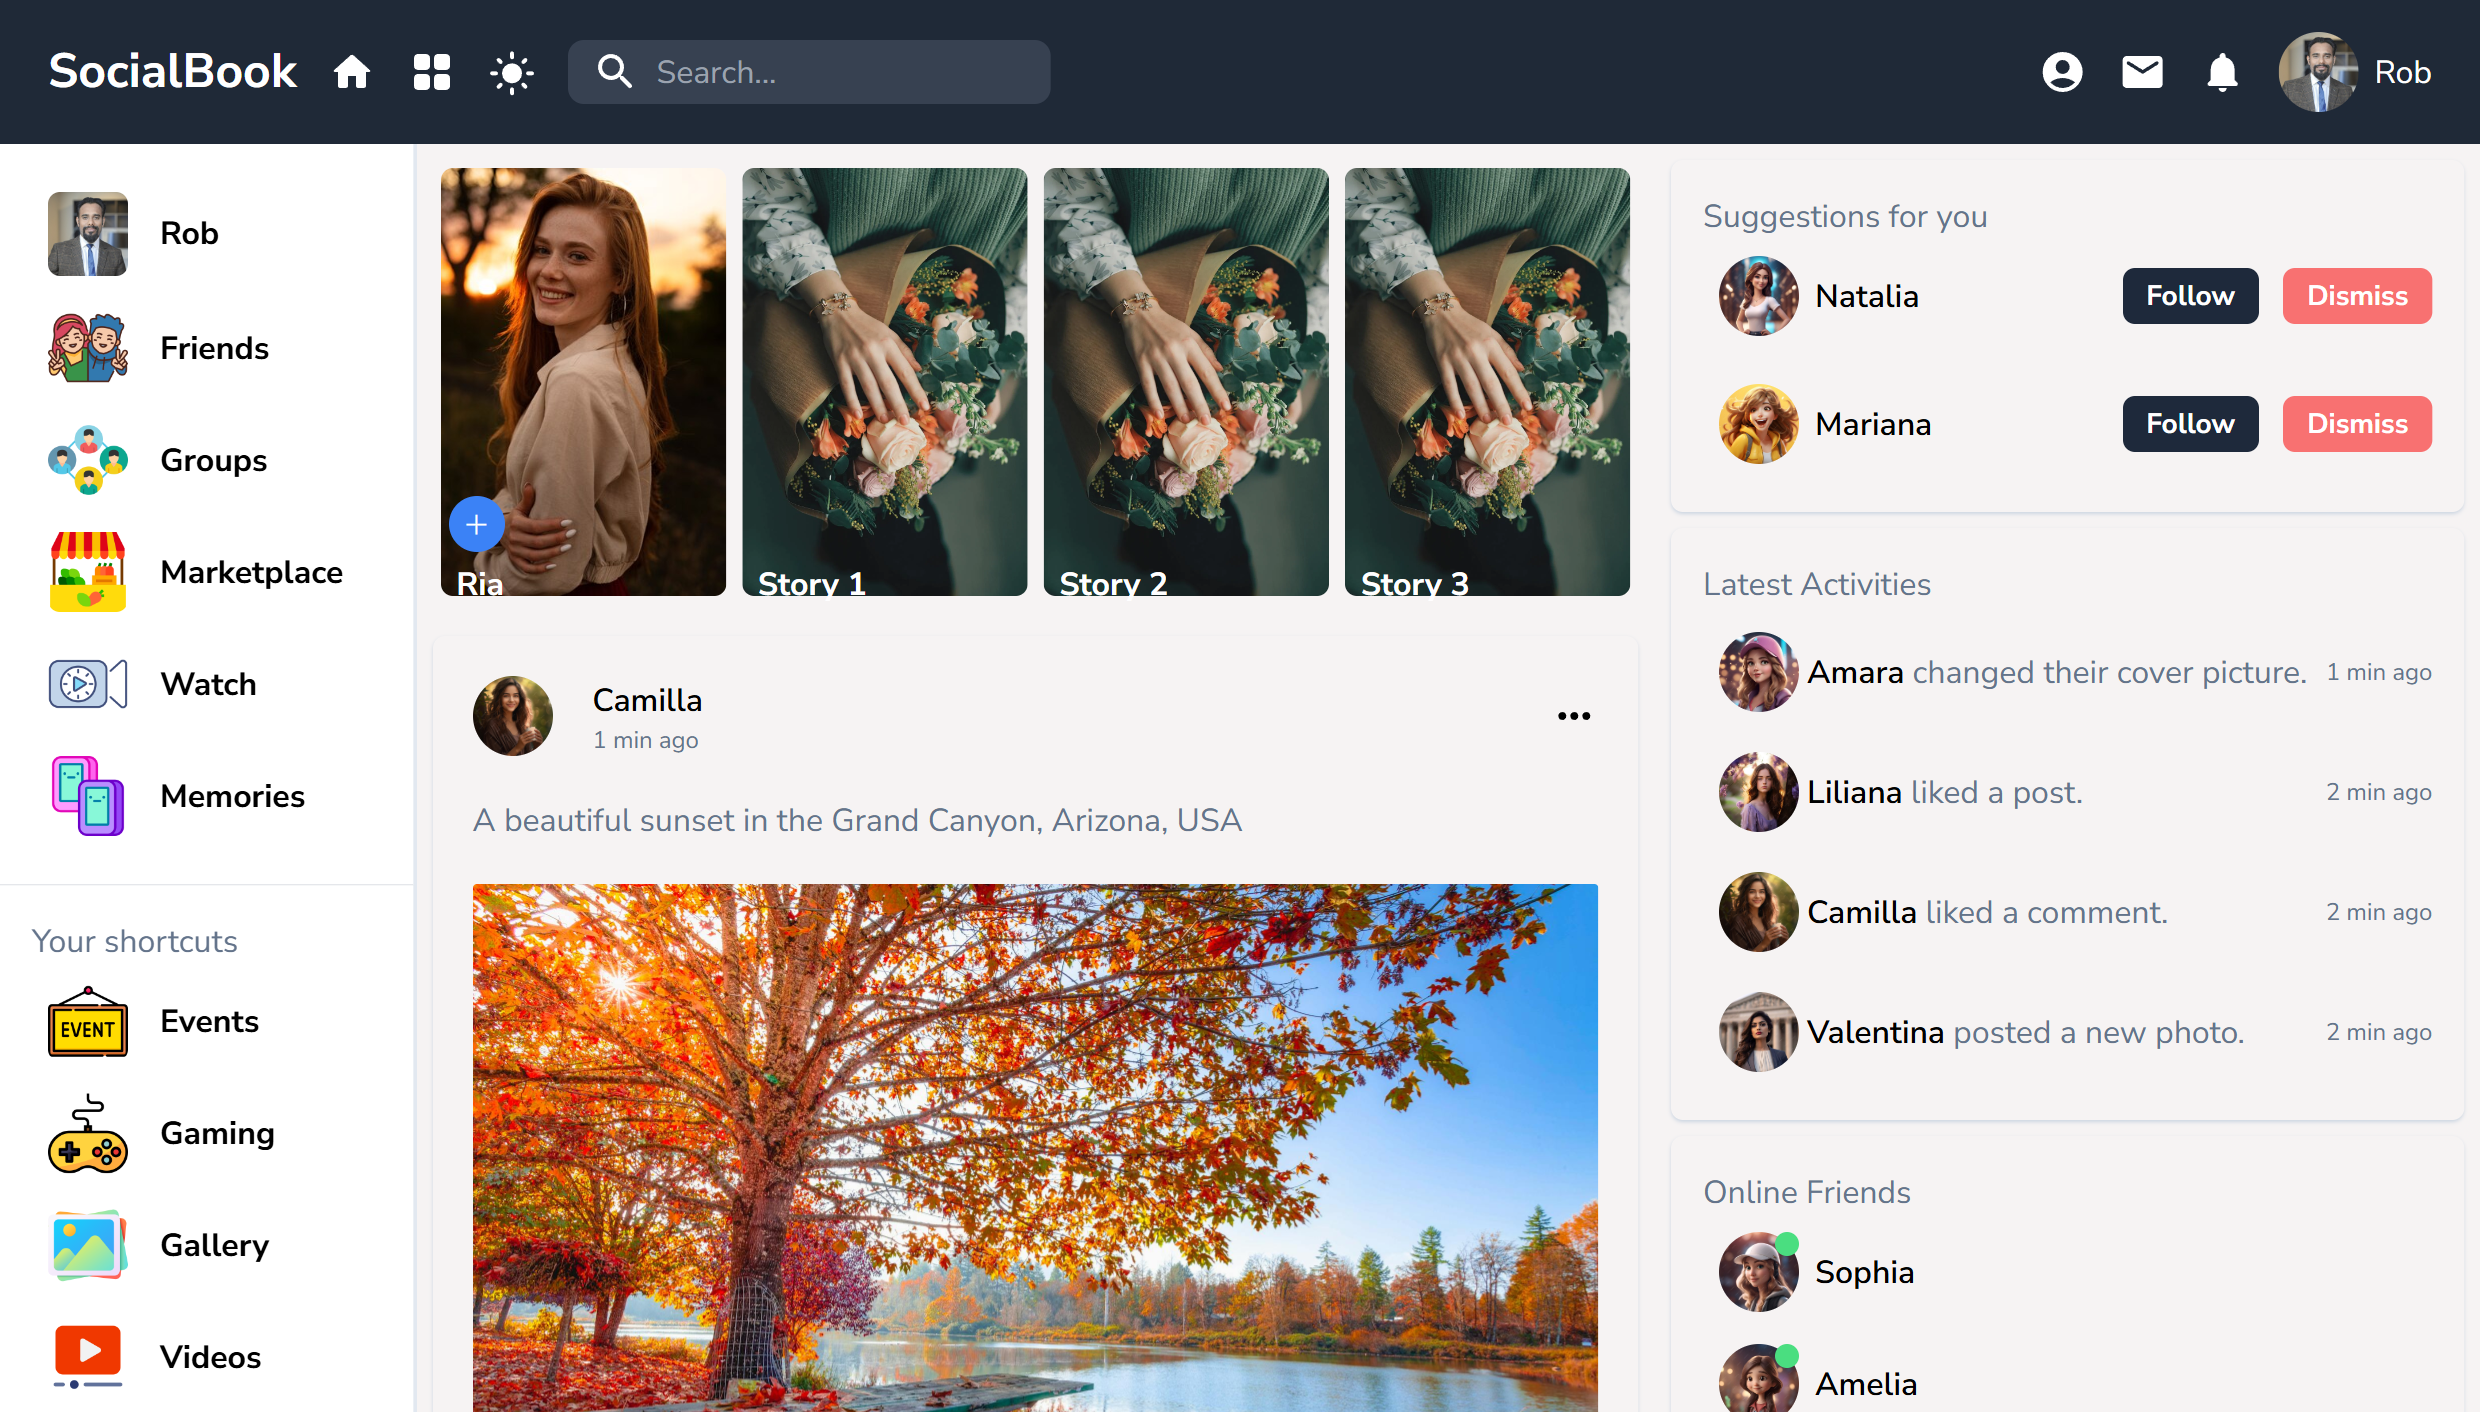 SocialBook
Search...
Rob
Rob
Friends
Groups
Marketplace
Watch
Memories
Your shortcuts
EVENT
Events
Gaming
Gallery
Videos
Ria
Story 1
Story 2
Story 3
Camilla
1 min ago
A beautiful sunset in the Grand Canyon, Arizona, USA
Suggestions for you
Natalia Follow Dismiss
Mariana Follow Dismiss
Latest Activities
Amara changed their cover picture. 1 min ago
Liliana liked a post. 2 min ago
Camilla liked a comment. 2 min ago
Valentina posted a new photo. 2 min ago
Online Friends
Sophia
Amelia